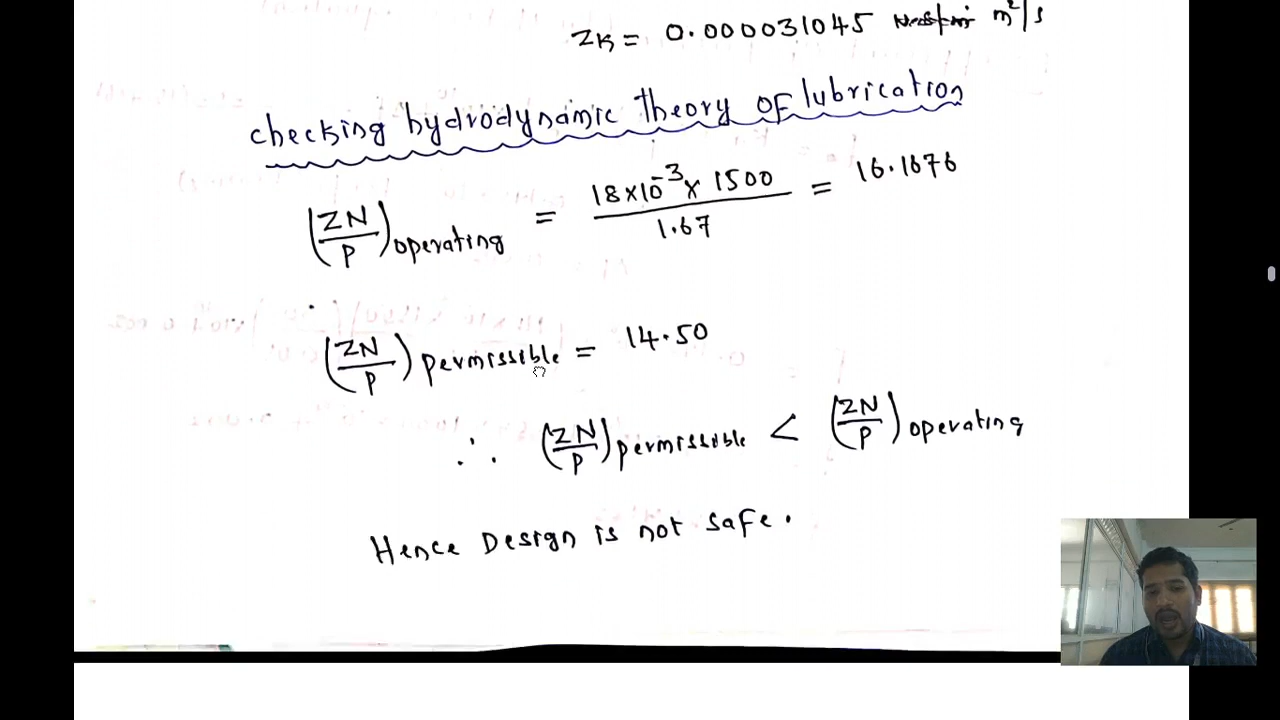 ZK = 0.000031045 m²/s
checking hydrodynamic theory of lubrication
(ZN/P)operating = 18×10⁻³ × 1500 / 1.67 = 16.1676
(ZN/P) permissible = 14.50
∴ (ZN/P) permissible < (ZN/P) operating
Hence Design is not safe.